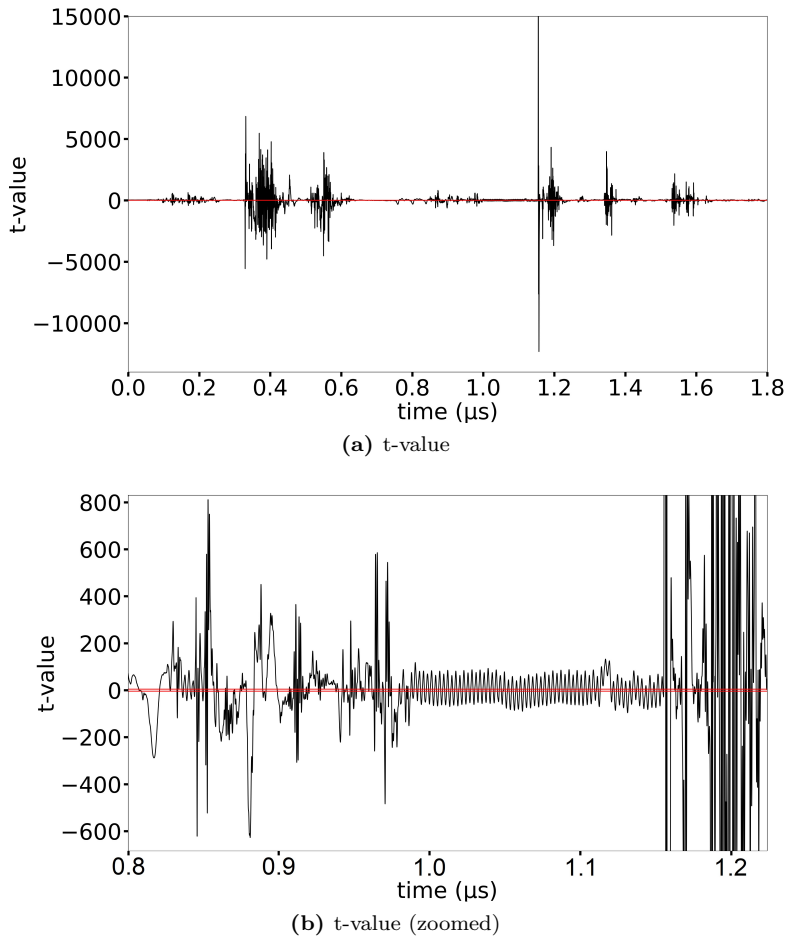 15000
10000
5000
0
−5000
−10000
t-value
0.0 0.2 0.4 0.6 0.8 1.0 1.2 1.4 1.6 1.8
time (μs)
(a) t-value
800
600
400
200
0
−200
−400
−600
t-value
0.8 0.9 1.0 1.1 1.2
time (μs)
(b) t-value (zoomed)